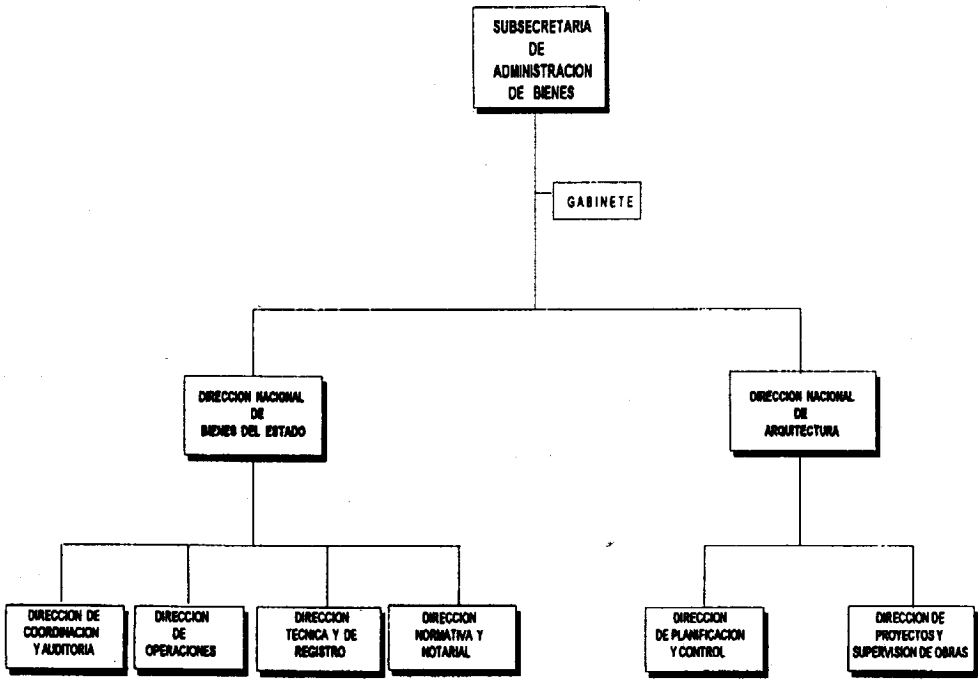 SUBSECRETARIA
DE
ADMINISTRACION
DE BIENES
GABINETE
DIRECCION NACIONAL
DE
BIENES DEL ESTADO
DIRECCION NACIONAL
DE
ARQUITECTURA
DIRECCION DE
COORDINACION
Y AUDITORIA
DIRECCION
DE
OPERACIONES
DIRECCION
TECNICA Y DE
REGISTRO
DIRECCION
NORMATIVA Y
NOTARIAL
DIRECCION
DE PLANIFICACION
Y CONTROL
DIRECCION DE
PROYECTOS Y
SUPERVISION DE OBRAS